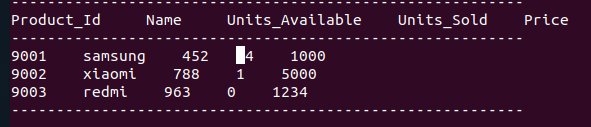 ---------------------------------------------------------
Product_Id     Name     Units_Available    Units_Sold    Price
---------------------------------------------------------
9001    samsung    452    4    1000
9002    xiaomi    788    1    5000
9003    redmi    963    0    1234
---------------------------------------------------------